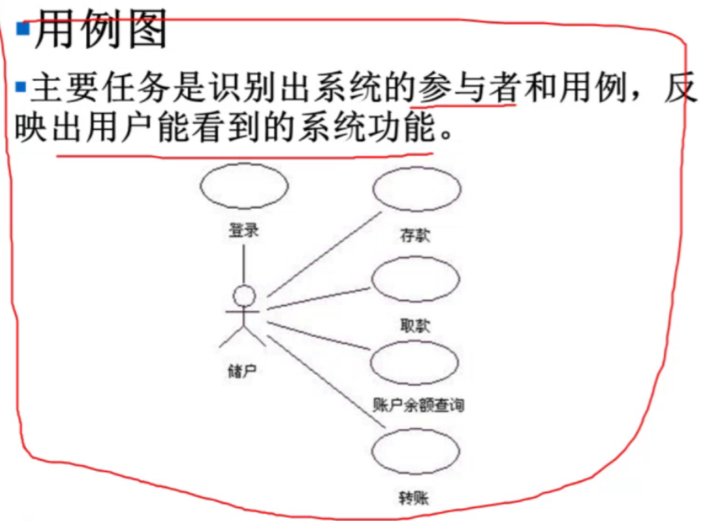 用例图
主要任务是识别出系统的参与者和用例，反
映出用户能看到的系统功能。
登录
存款
取款
储户
账户余额查询
转账